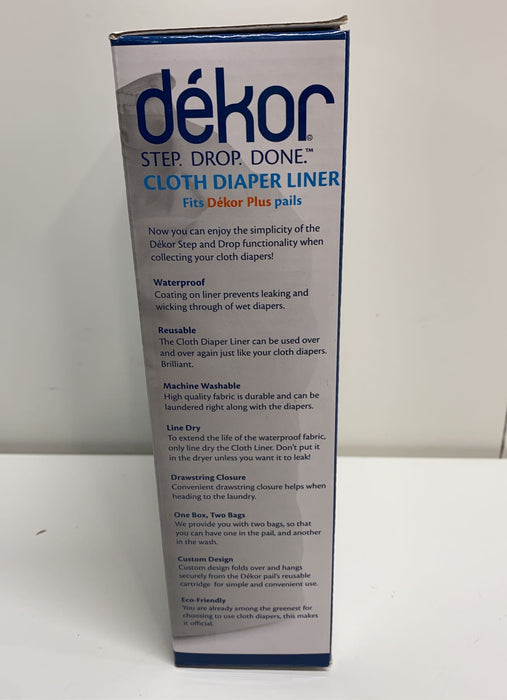 dékor®
STEP. DROP. DONE.™
CLOTH DIAPER LINER
Fits Dékor Plus pails
Now you can enjoy the simplicity of the
Dékor Step and Drop functionality when
collecting your cloth diapers!
Waterproof
Coating on liner prevents leaking and
wicking through of wet diapers.
Reusable
The Cloth Diaper Liner can be used over
and over again just like your cloth diapers.
Brilliant.
Machine Washable
High quality fabric is durable and can be
laundered right along with the diapers.
Line Dry
To extend the life of the waterproof fabric,
only line dry the Cloth Liner. Don't put it
in the dryer unless you want it to leak!
Drawstring Closure
Convenient drawstring closure helps when
heading to the laundry.
One Box, Two Bags
We provide you with two bags, so that
you can have one in the pail, and another
in the wash.
Custom Design
Custom design folds over and hangs
securely from the Dékor pail's reusable
cartridge for simple and convenient use.
Eco-Friendly
You are already among the greenest for
choosing to use cloth diapers, this makes
it official.